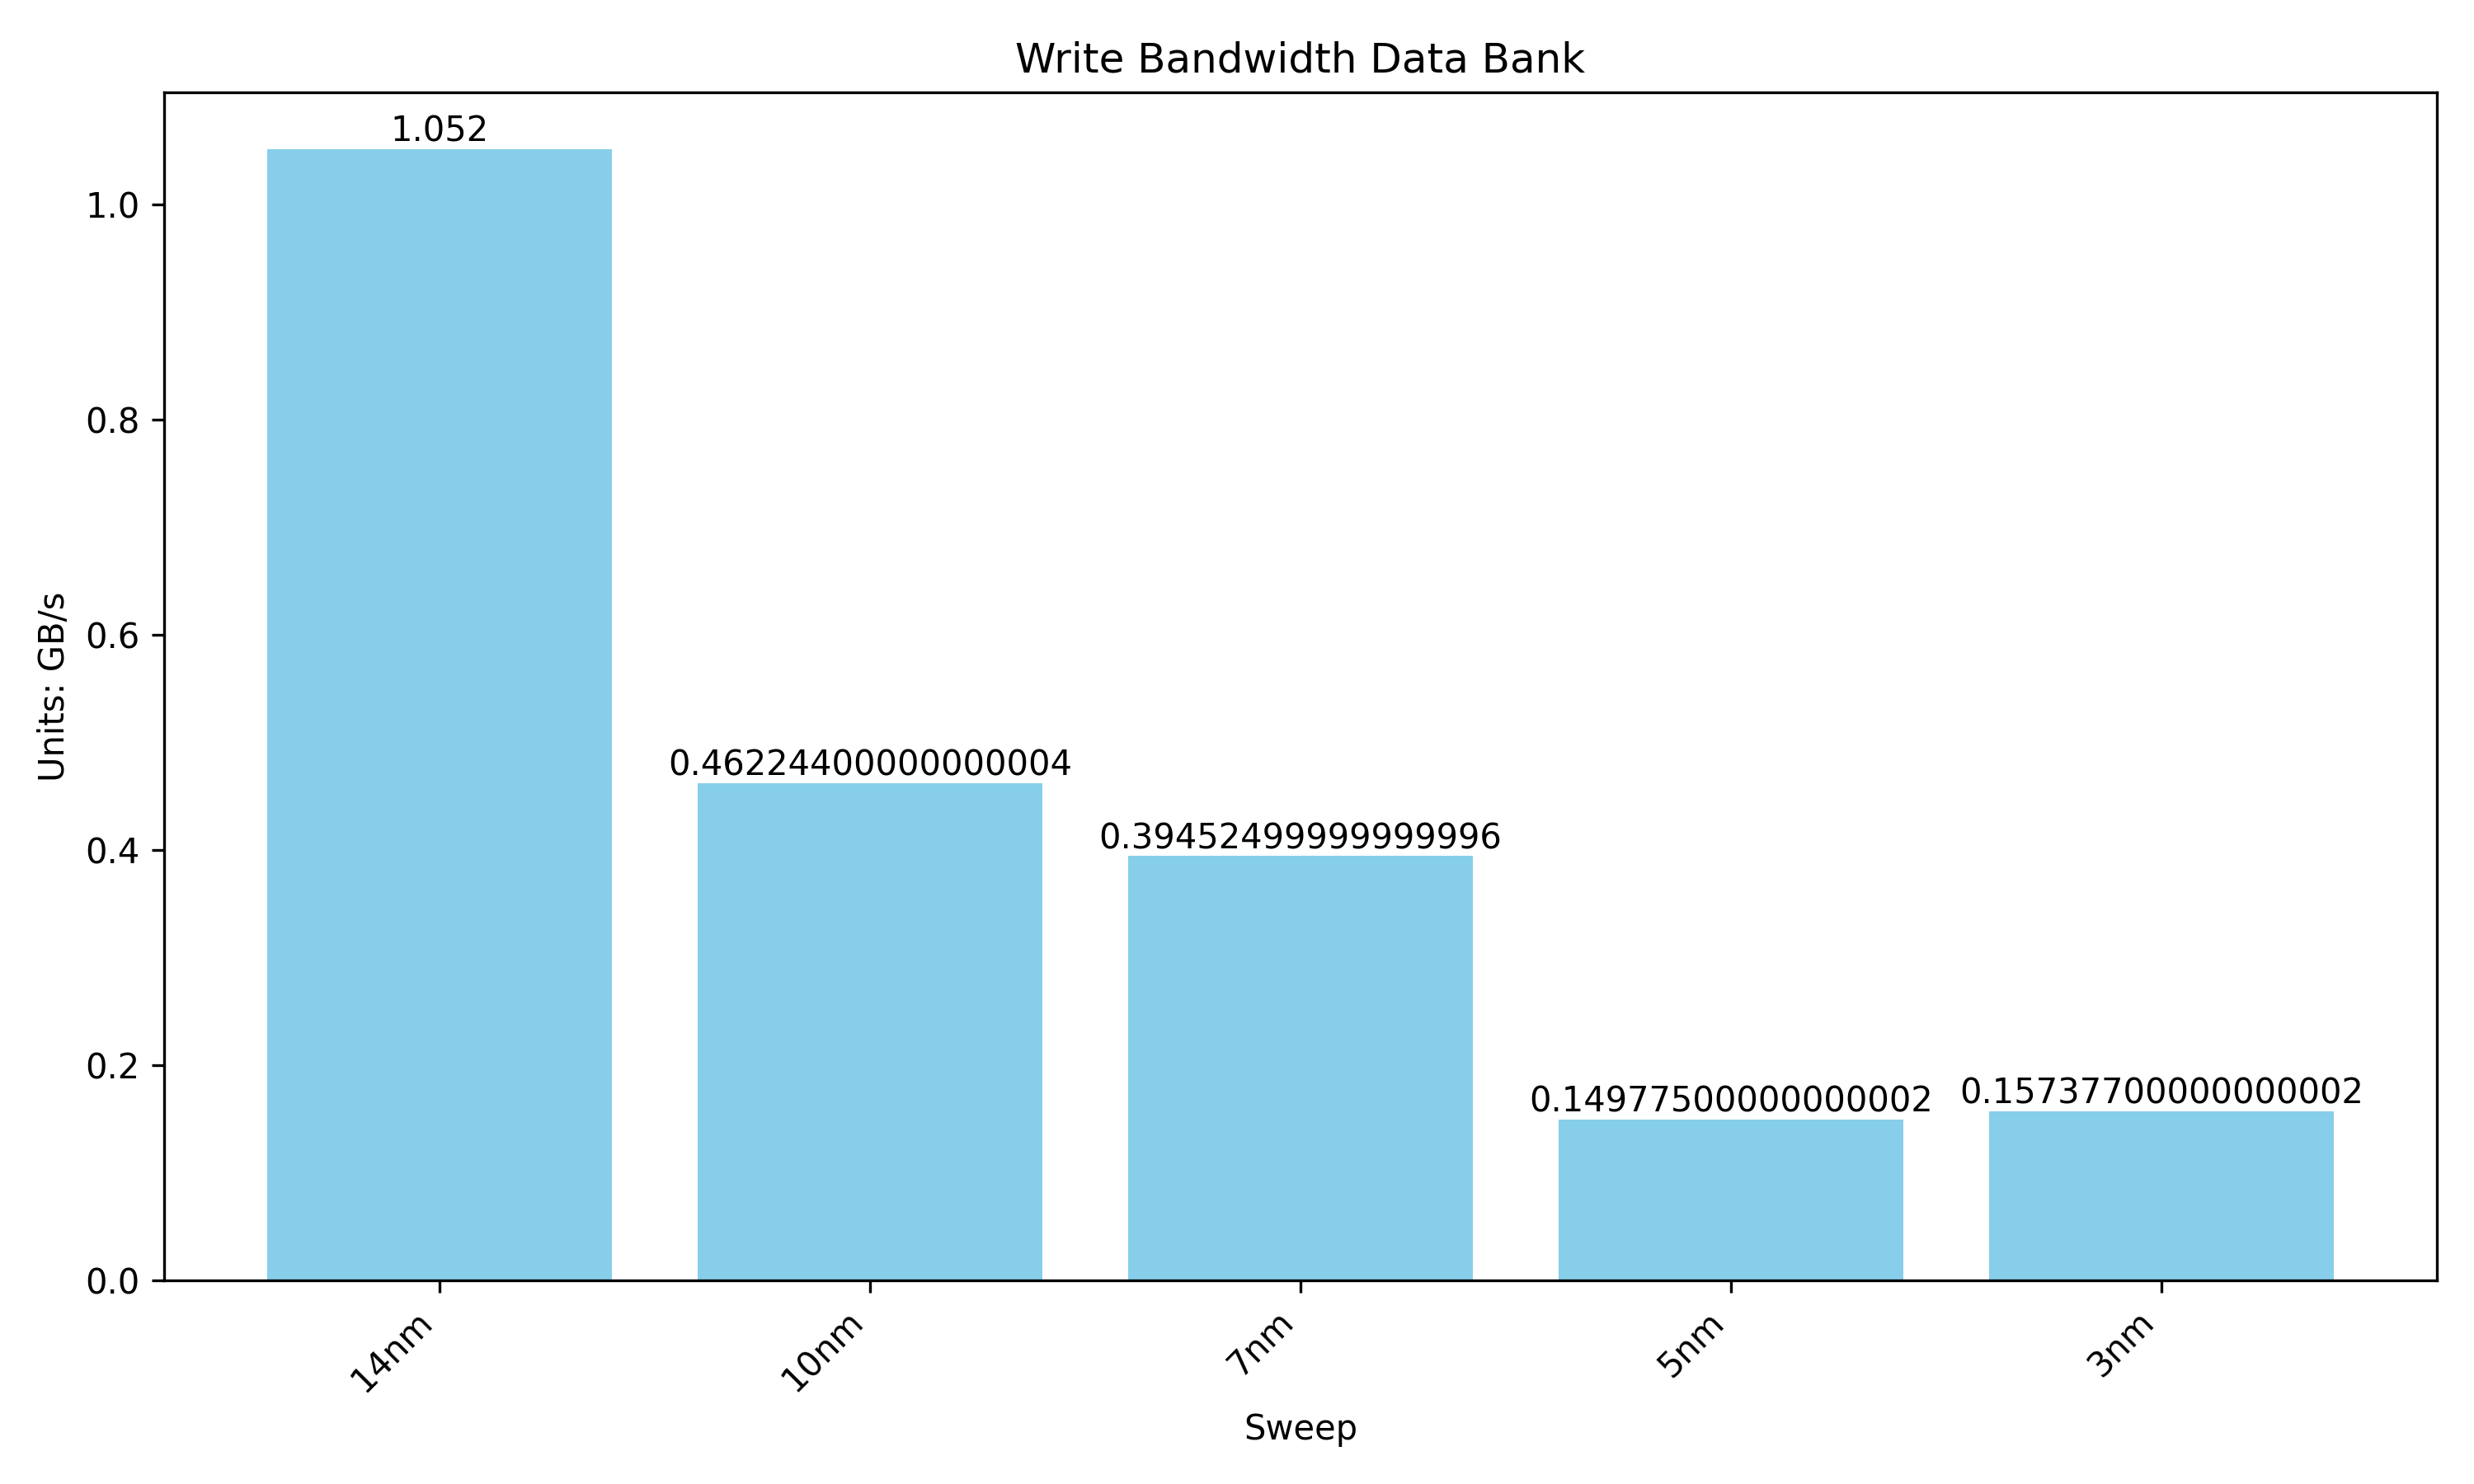 Write Bandwidth Data Bank
Units: GB/s
1.0
0.8
0.6
0.4
0.2
0.0
1.052
0.46224400000000004
0.39452499999999996
0.14977500000000002
0.15737700000000002
14nm
10nm
7nm
5nm
3nm
Sweep